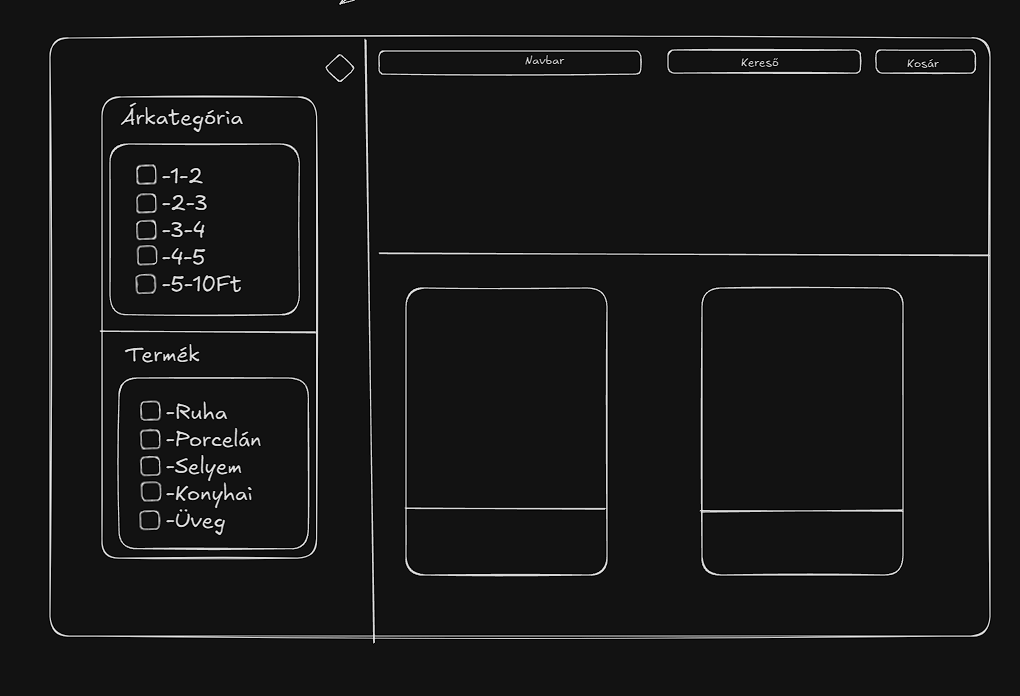 Navbar
Kereső
Kosár
Árkategória
-1-2
-2-3
-3-4
-4-5
-5-10Ft
Termék
-Ruha
-Porcelán
-Selyem
-Konyhai
-Üveg